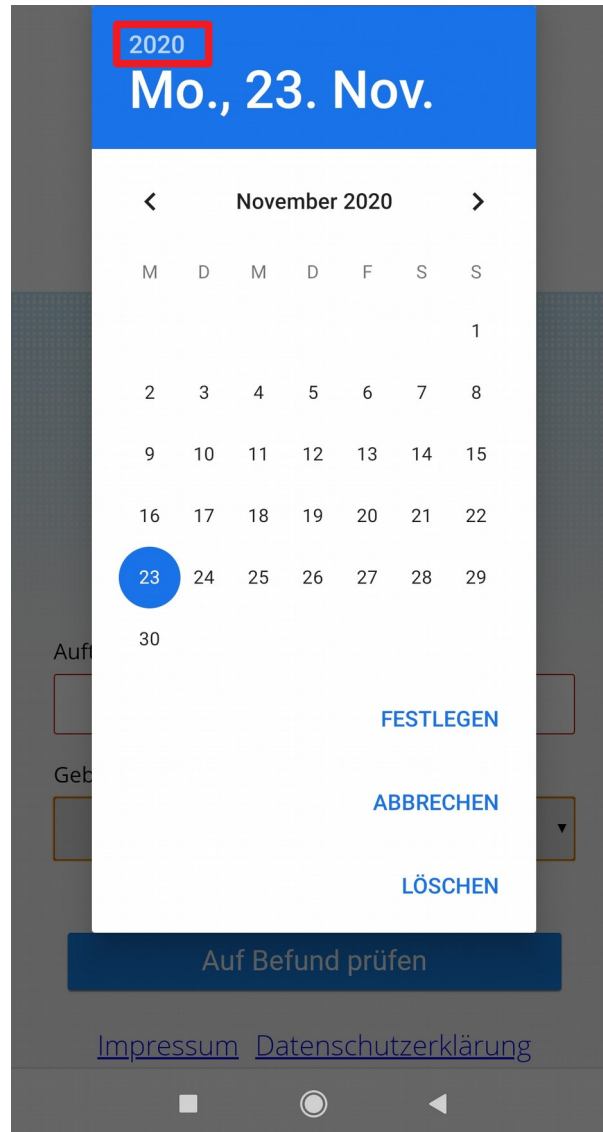 2020
Mo., 23. Nov.
November 2020
M D M D F S S
1
2 3 4 5 6 7 8
9 10 11 12 13 14 15
16 17 18 19 20 21 22
23 24 25 26 27 28 29
30
Auft
FESTLEGEN
Geb
ABBRECHEN
LÖSCHEN
Auf Befund prüfen
Impressum Datenschutzerklärung